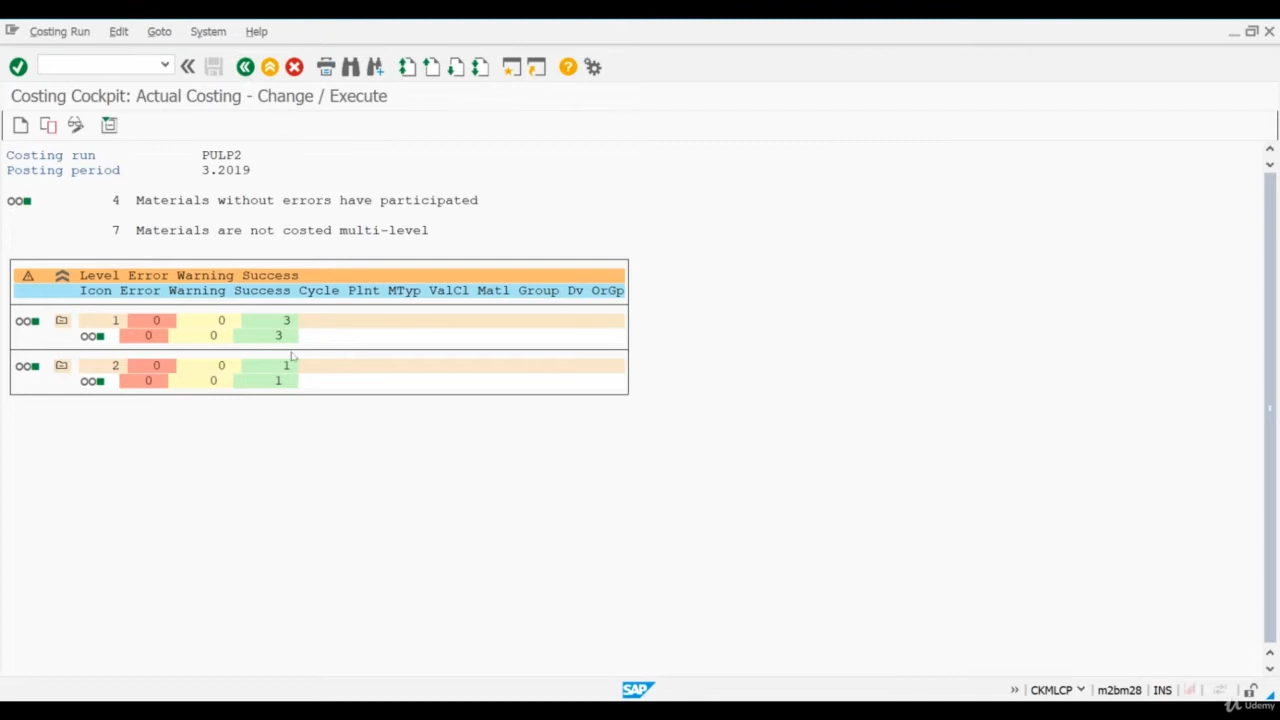 Costing Run Edit Goto System Help
Costing Cockpit: Actual Costing - Change / Execute
Costing run PULP2
Posting period 3.2019
4 Materials without errors have participated
7 Materials are not costed multi-level
Level Error Warning Success
Icon Error Warning Success Cycle Plnt MTyp ValCl Matl Group Dv OrGp
1 0 0 3
0 0 3
2 0 0 1
0 0 1
SAP
CKMLCP m2bm28 INS
Udemy